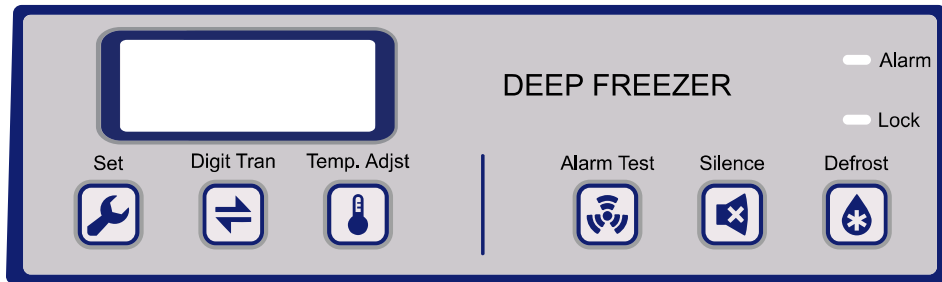 DEEP FREEZER
Alarm
Lock
Set Digit Tran Temp. Adjst Alarm Test Silence Defrost